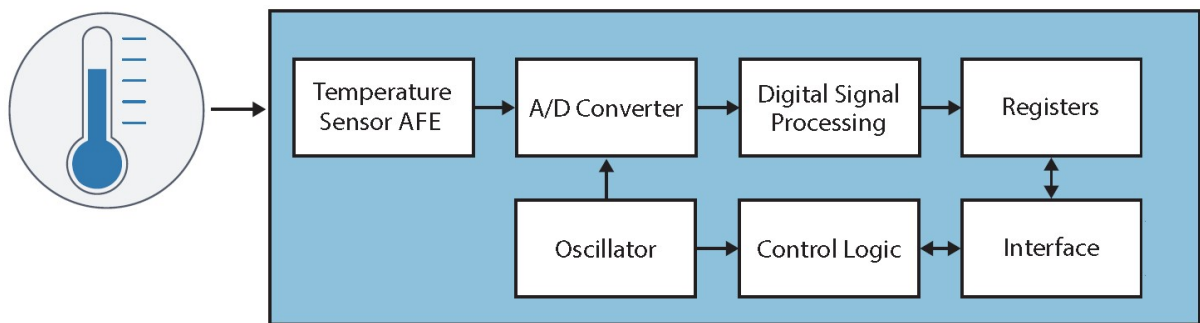 Temperature
Sensor AFE
A/D Converter
Digital Signal
Processing
Registers
Oscillator
Control Logic
Interface